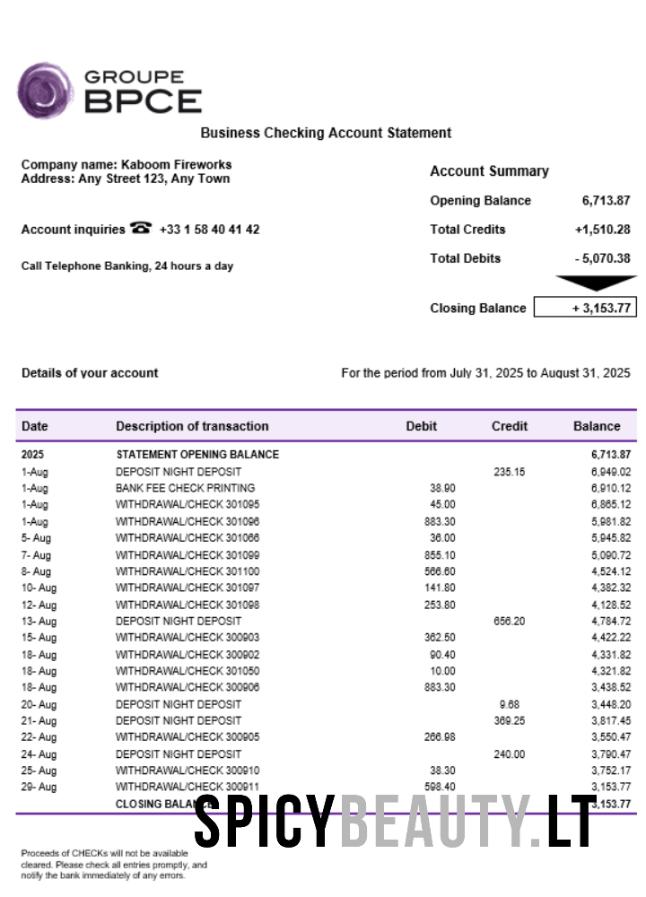 GROUPE
BPCE
Business Checking Account Statement
Company name: Kaboom Fireworks
Address: Any Street 123, Any Town
Account inquiries ☎ +33 1 58 40 41 42
Call Telephone Banking, 24 hours a day
Account Summary
Opening Balance 6,713.87
Total Credits +1,510.28
Total Debits - 5,070.38
Closing Balance + 3,153.77
Details of your account For the period from July 31, 2025 to August 31, 2025
Date Description of transaction Debit Credit Balance
2025 STATEMENT OPENING BALANCE 6,713.87
1-Aug DEPOSIT NIGHT DEPOSIT 235.15 6,949.02
1-Aug BANK FEE CHECK PRINTING 38.90 6,910.12
1-Aug WITHDRAWAL/CHECK 301095 45.00 6,865.12
1-Aug WITHDRAWAL/CHECK 301096 883.30 5,981.82
5- Aug WITHDRAWAL/CHECK 301066 36.00 5,945.82
7- Aug WITHDRAWAL/CHECK 301099 855.10 5,090.72
8- Aug WITHDRAWAL/CHECK 301100 566.60 4,524.12
10- Aug WITHDRAWAL/CHECK 301097 141.80 4,382.32
12- Aug WITHDRAWAL/CHECK 301098 253.80 4,128.52
13- Aug DEPOSIT NIGHT DEPOSIT 656.20 4,784.72
15- Aug WITHDRAWAL/CHECK 300903 362.50 4,422.22
18- Aug WITHDRAWAL/CHECK 300902 90.40 4,331.82
18- Aug WITHDRAWAL/CHECK 301050 10.00 4,321.82
18- Aug WITHDRAWAL/CHECK 300906 883.30 3,438.52
20- Aug DEPOSIT NIGHT DEPOSIT 9.68 3,448.20
21- Aug DEPOSIT NIGHT DEPOSIT 369.25 3,817.45
22- Aug WITHDRAWAL/CHECK 300905 266.98 3,550.47
24- Aug DEPOSIT NIGHT DEPOSIT 240.00 3,790.47
25- Aug WITHDRAWAL/CHECK 300910 38.30 3,752.17
29- Aug WITHDRAWAL/CHECK 300911 598.40 3,153.77
CLOSING BALANCE 3,153.77
SPICYBEAUTY.LT
Proceeds of CHECKs will not be available
cleared. Please check all entries promptly, and
notify the bank immediately of any errors.